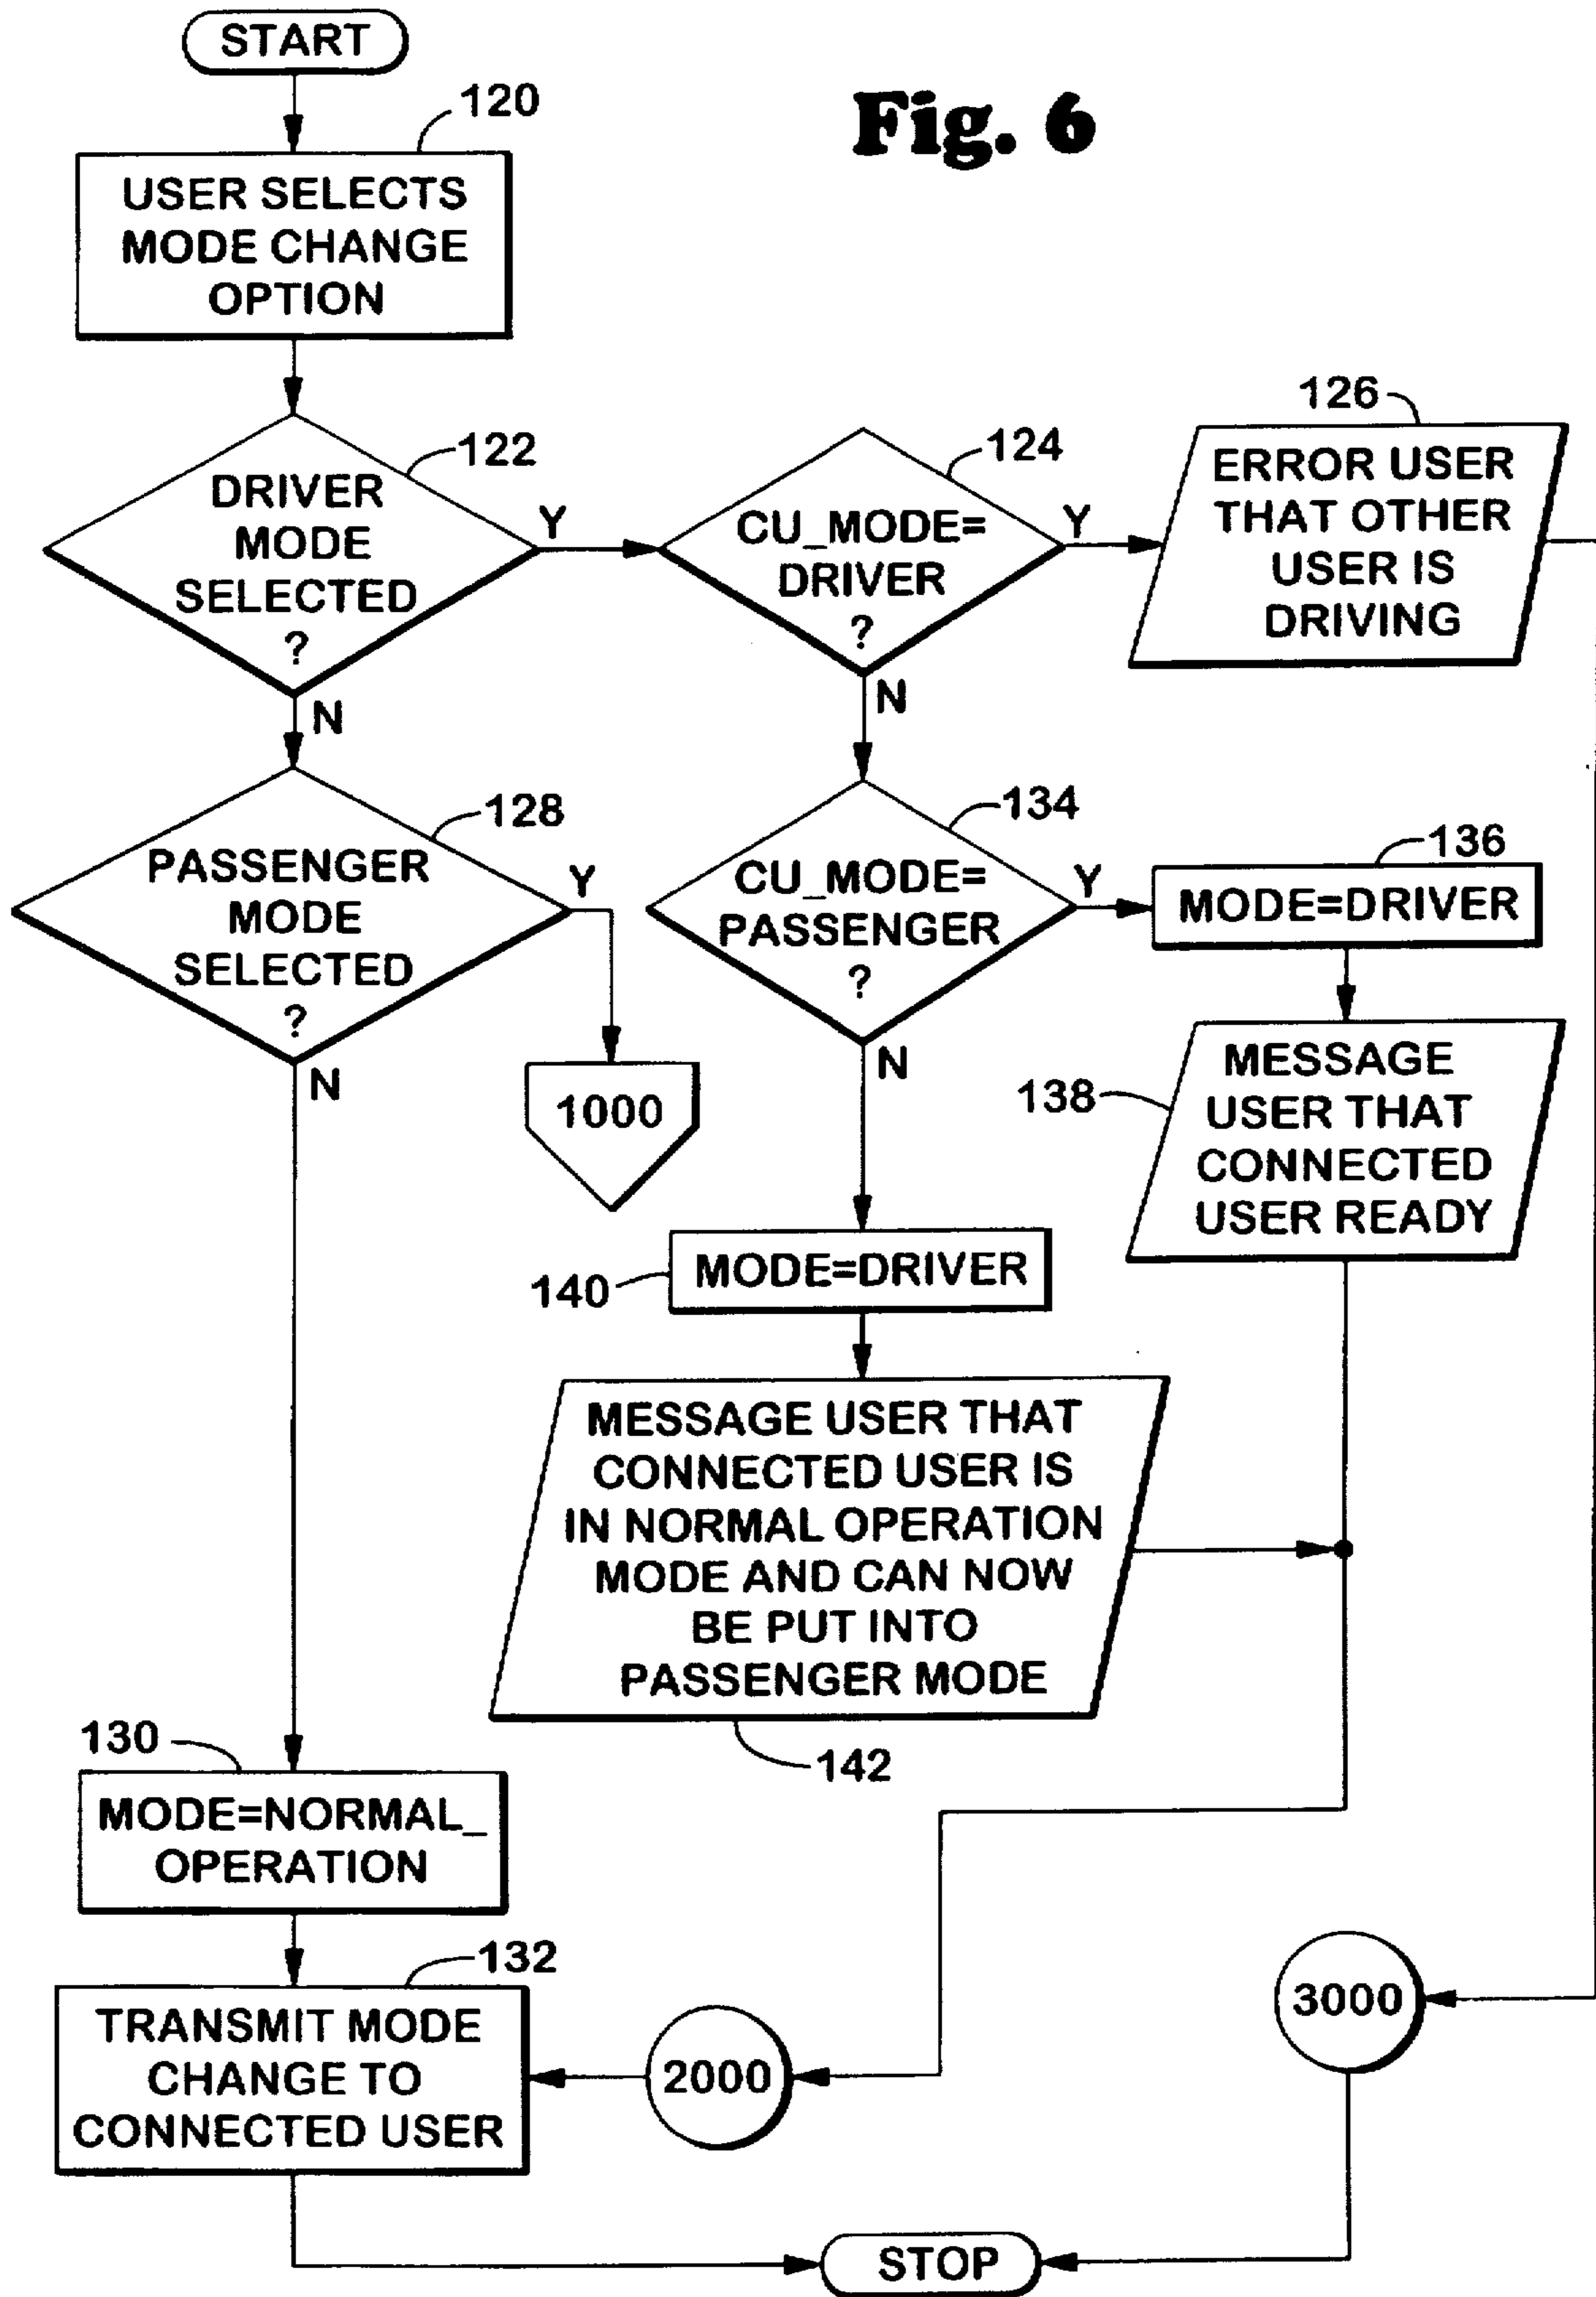 START
Fig. 6
120
USER SELECTS
MODE CHANGE
OPTION
122
DRIVER
MODE
SELECTED
?
Y
N
124
CU_MODE=
DRIVER
?
Y
N
126
ERROR USER
THAT OTHER
USER IS
DRIVING
128
PASSENGER
MODE
SELECTED
?
Y
N
1000
134
CU_MODE=
PASSENGER
?
Y
N
136
MODE=DRIVER
138
MESSAGE
USER THAT
CONNECTED
USER READY
140
MODE=DRIVER
MESSAGE USER THAT
CONNECTED USER IS
IN NORMAL OPERATION
MODE AND CAN NOW
BE PUT INTO
PASSENGER MODE
142
130
MODE=NORMAL_
OPERATION
132
TRANSMIT MODE
CHANGE TO
CONNECTED USER
2000
3000
STOP